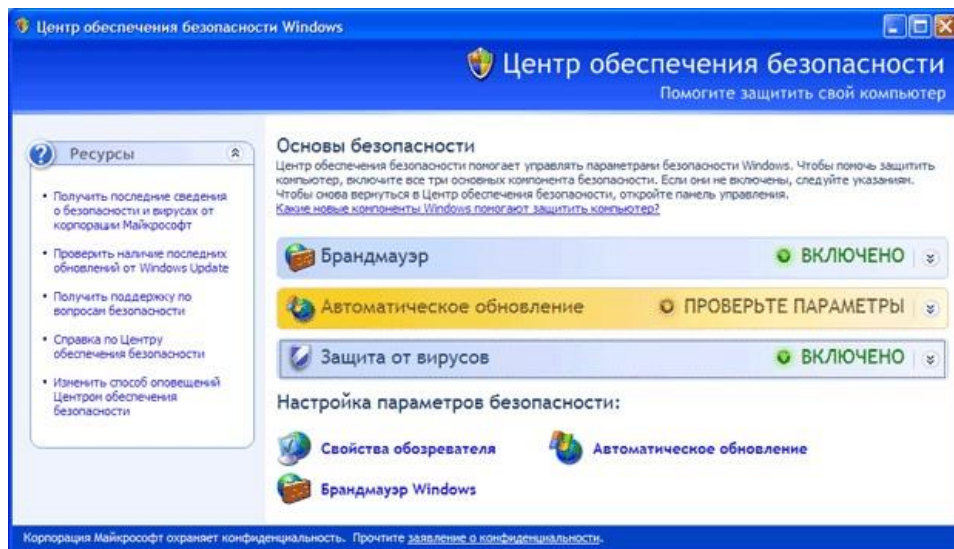 Центр обеспечения безопасности Windows
Центр обеспечения безопасности
Помогите защитить свой компьютер
Ресурсы
• Получить последние сведения
о безопасности и вирусах от
корпорации Майкрософт
• Проверить наличие последних
обновлений от Windows Update
• Получить поддержку по
вопросам безопасности
• Справка по Центру
обеспечения безопасности
• Изменить способ оповещений
Центром обеспечения
безопасности
Основы безопасности
Центр обеспечения безопасности помогает управлять параметрами безопасности Windows. Чтобы помочь защитить
компьютер, включите все три основных компонента безопасности. Если они не включены, следуйте указаниям.
Чтобы снова вернуться в Центр обеспечения безопасности, откройте панель управления.
Какие новые компоненты Windows помогают защитить компьютер?
Брандмауэр ВКЛЮЧЕНО
Автоматическое обновление ПРОВЕРЬТЕ ПАРАМЕТРЫ
Защита от вирусов ВКЛЮЧЕНО
Настройка параметров безопасности:
Свойства обозревателя Автоматическое обновление
Брандмауэр Windows
Корпорация Майкрософт охраняет конфиденциальность. Прочтите заявление о конфиденциальности.